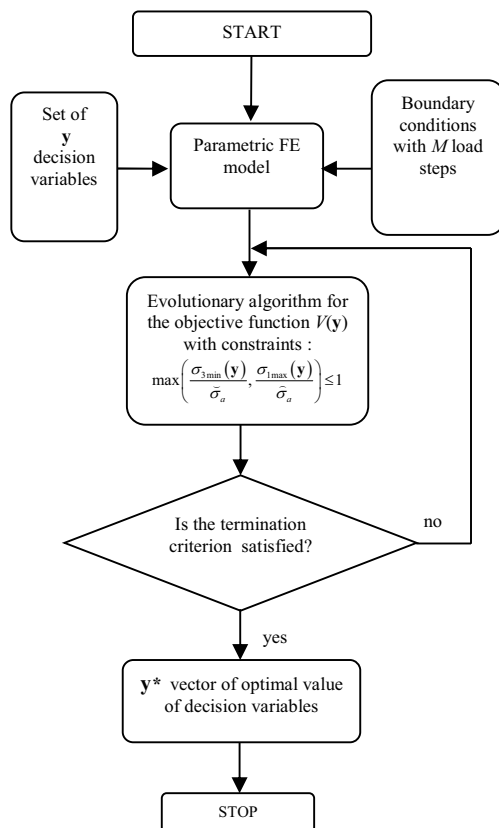 START
Set of
y
decision
variables
Parametric FE
model
Boundary
conditions
with M load
steps
Evolutionary algorithm for
the objective function V(y)
with constraints :
max(σ3min(y)/σ̆a, σ1max(y)/σ̂a) ≤ 1
Is the termination
criterion satisfied?
no
yes
y* vector of optimal value
of decision variables
STOP